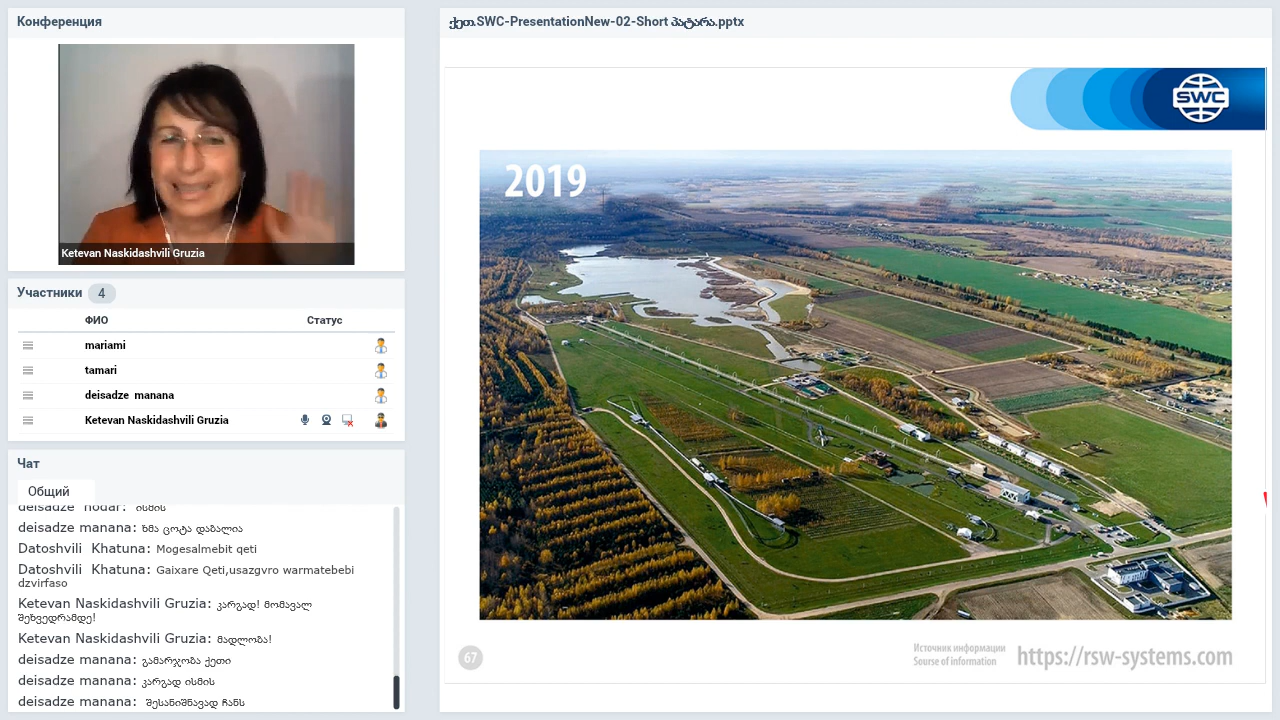 Конференция
Ketevan Naskidashvili Gruzia
Участники 4
ФИО Статус
mariami
tamari
deisadze manana
Ketevan Naskidashvili Gruzia
Чат
Общий
deisadze nodar: ისმის
deisadze manana: ხმა ცოტა დაბალია
Datoshvili Khatuna: Mogesalmebit qeti
Datoshvili Khatuna: Gaixare Qeti,usazgvro warmatebebi
dzvirfaso
Ketevan Naskidashvili Gruzia: კარგად! მომავალ
შეხვედრამდე!
Ketevan Naskidashvili Gruzia: მადლობა!
deisadze manana: გამარჯობა ქეთი
deisadze manana: კარგად ისმის
deisadze manana: შესანიშნავად ჩანს
ქეთ.SWC-PresentationNew-02-Short პატარა.pptx
SWC
2019
67
Источник информации
Sourse of information
https://rsw-systems.com